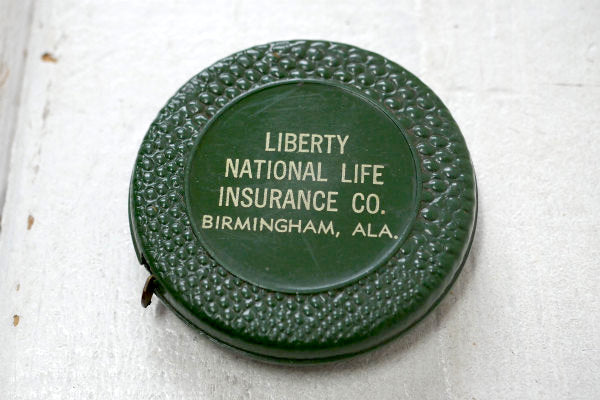 LIBERTY
NATIONAL LIFE
INSURANCE CO.
BIRMINGHAM, ALA.